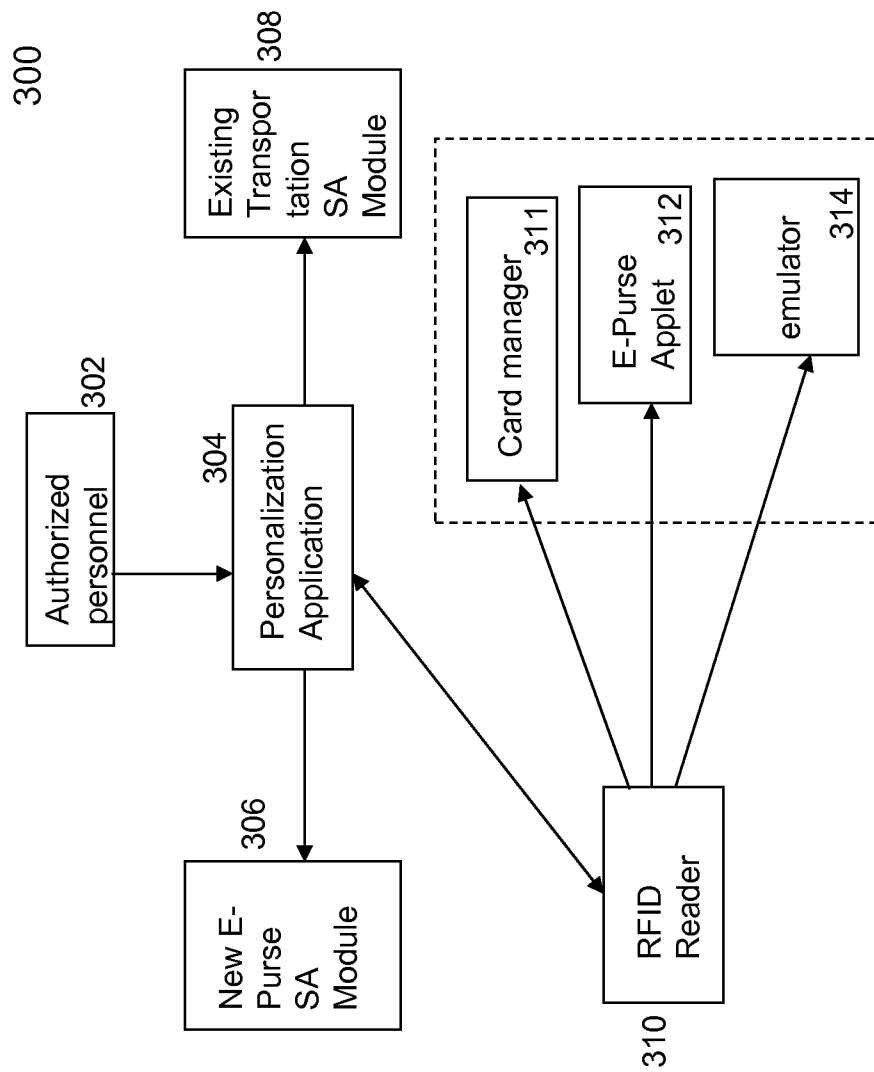 300
Authorized
personnel
302
304
Personalization
Application
306
New E-
Purse
SA
Module
308
Existing
Transpor
tation
SA
Module
310
RFID
Reader
Card manager
311
E-Purse
Applet
312
emulator
314